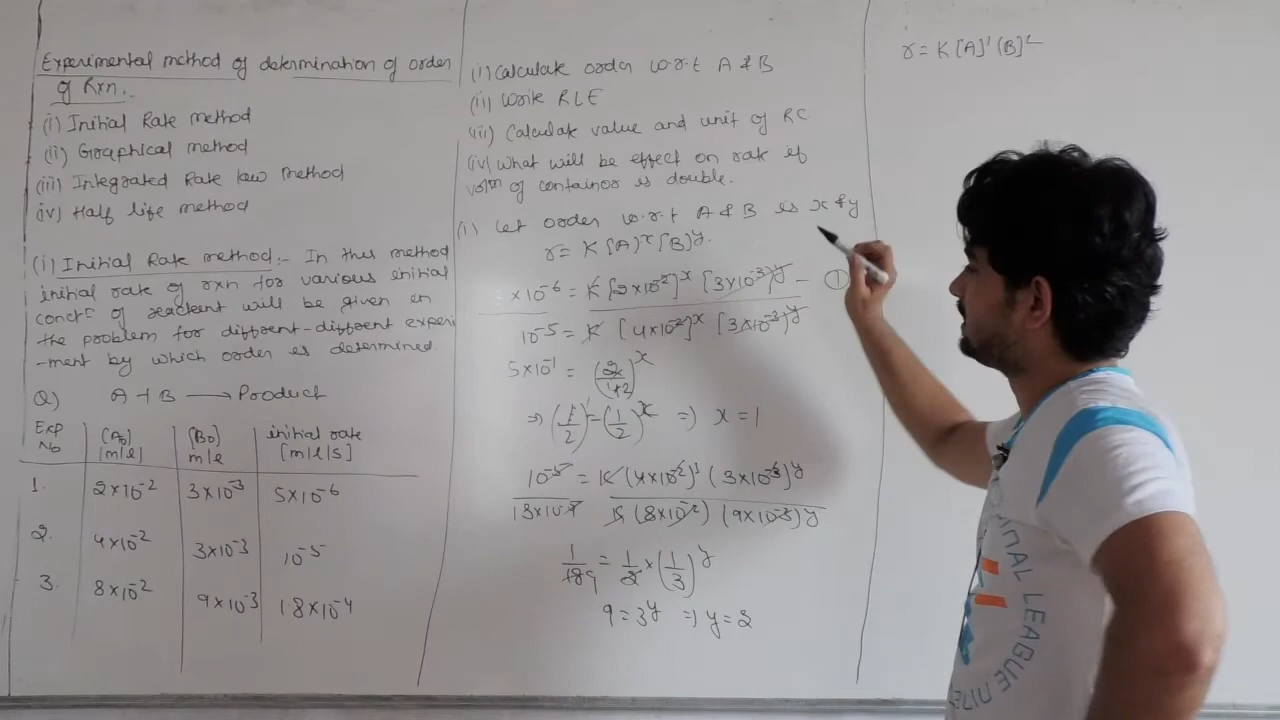 Experimental method of determination of order
of Rxn.
(i) Initial Rate method
(ii) Graphical method
(iii) Integrated Rate law method
(iv) Half life method
(i) Initial Rate method :- In this method
initial rate of rxn for various initial
conctn of reactant will be given in
the problem for different-different experi
-ment by which order is determined.
Q) A + B → Product
Exp No [A0] [m/l] [B0] m/l initial rate [m/l/s]
1. 2×10⁻² 3×10⁻³ 5×10⁻⁶
2. 4×10⁻² 3×10⁻³ 10⁻⁵
3. 8×10⁻² 9×10⁻³ 1.8×10⁻⁴
(i) Calculate order w.r.t A & B
(ii) Write RLE
(iii) Calculate value and unit of RC
(iv) What will be effect on rate if
volm of container is double.
(i) Let order w.r.t A & B is x & y
r = K [A]ˣ [B]ʸ.
×10⁻⁶ = K [2×10⁻²]ˣ [3×10⁻³]ʸ – ①
10⁻⁵ = K [4×10⁻²]ˣ [3×10⁻³]ʸ
5×10⁻¹ = (2/42)ˣ
⇒ (1/2)¹ = (1/2)ˣ ⇒ x = 1
10⁻⁵ = K (4×10⁻²)¹ (3×10⁻³)ʸ
18×10⁻⁵ K (8×10⁻²) (9×10⁻³)ʸ
1/189 = 1/2 × (1/3)ʸ
9 = 3ʸ ⇒ y = 2
r = K [A]¹ (B]²
NAL LEAGUE UNITE